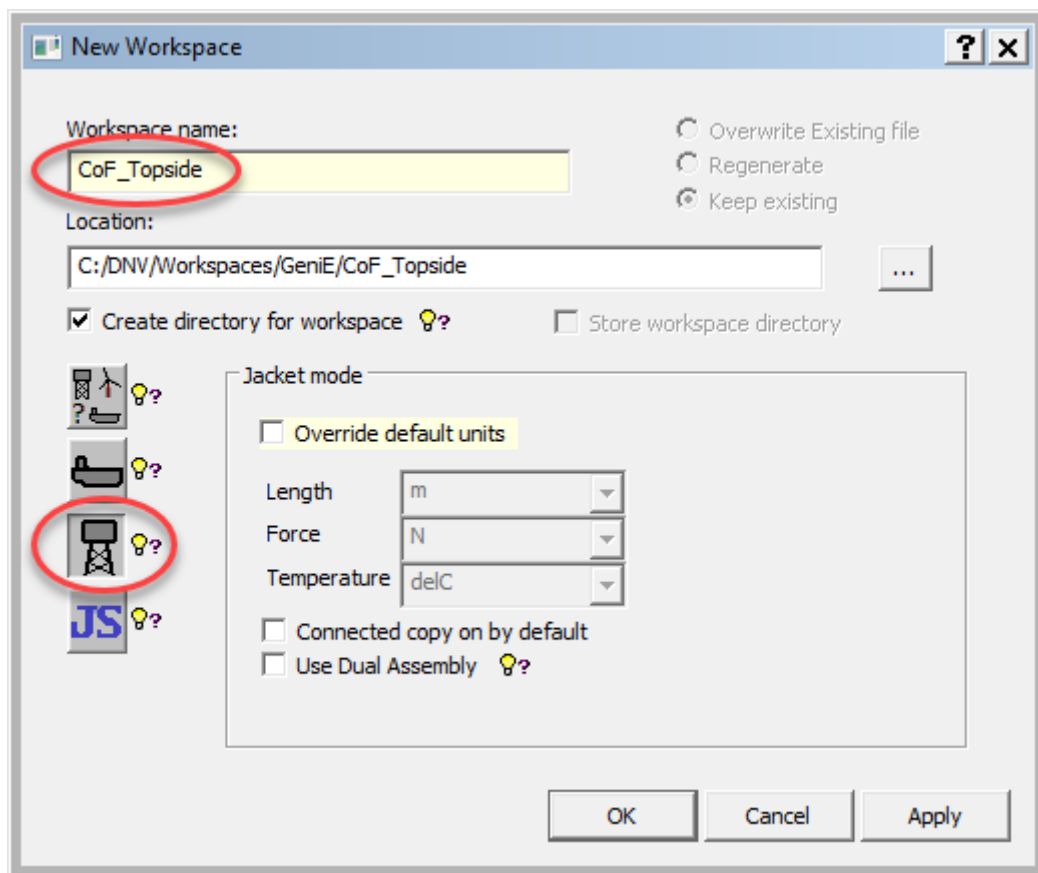 New Workspace
Workspace name:
CoF_Topside
Overwrite Existing file
Regenerate
Keep existing
Location:
C:/DNV/Workspaces/GeniE/CoF_Topside
...
Create directory for workspace ?
Store workspace directory
?
?
?
?
JS ?
Jacket mode
Override default units
Length m
Force N
Temperature delC
Connected copy on by default
Use Dual Assembly ?
OK Cancel Apply